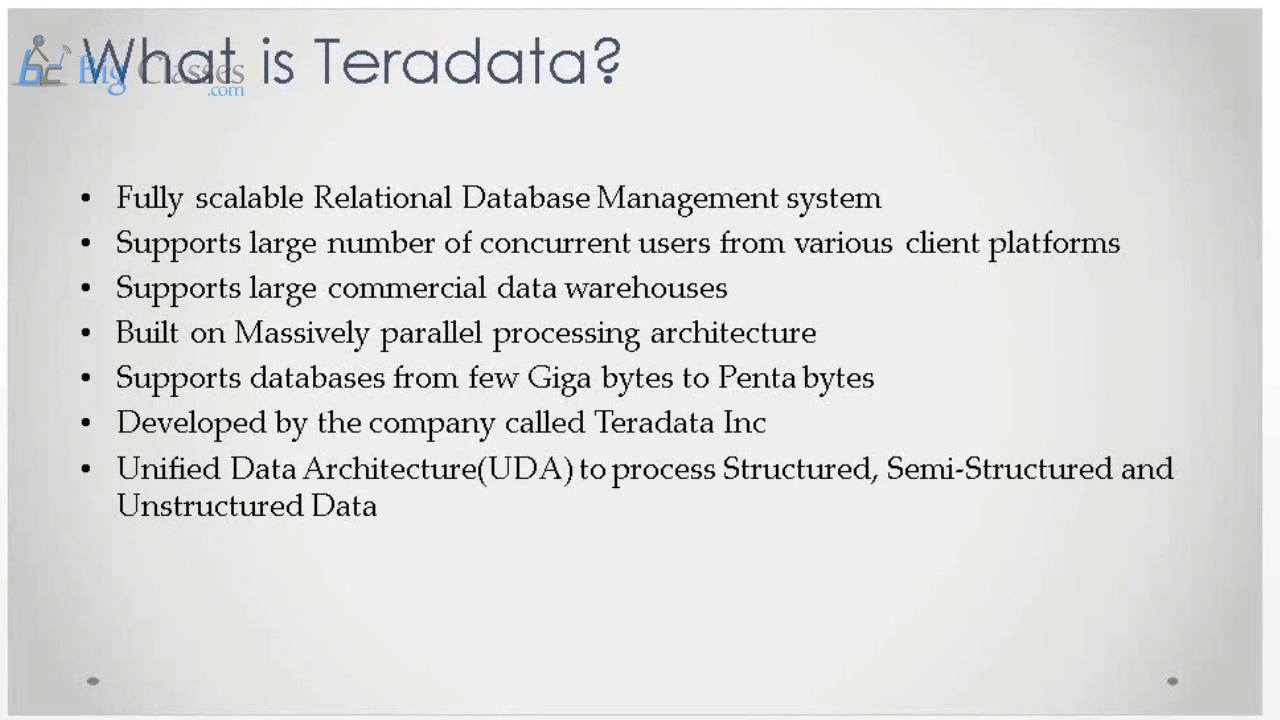 What is Teradata?
Big Classes
.com
• Fully scalable Relational Database Management system
• Supports large number of concurrent users from various client platforms
• Supports large commercial data warehouses
• Built on Massively parallel processing architecture
• Supports databases from few Giga bytes to Penta bytes
• Developed by the company called Teradata Inc
• Unified Data Architecture(UDA) to process Structured, Semi-Structured and
Unstructured Data